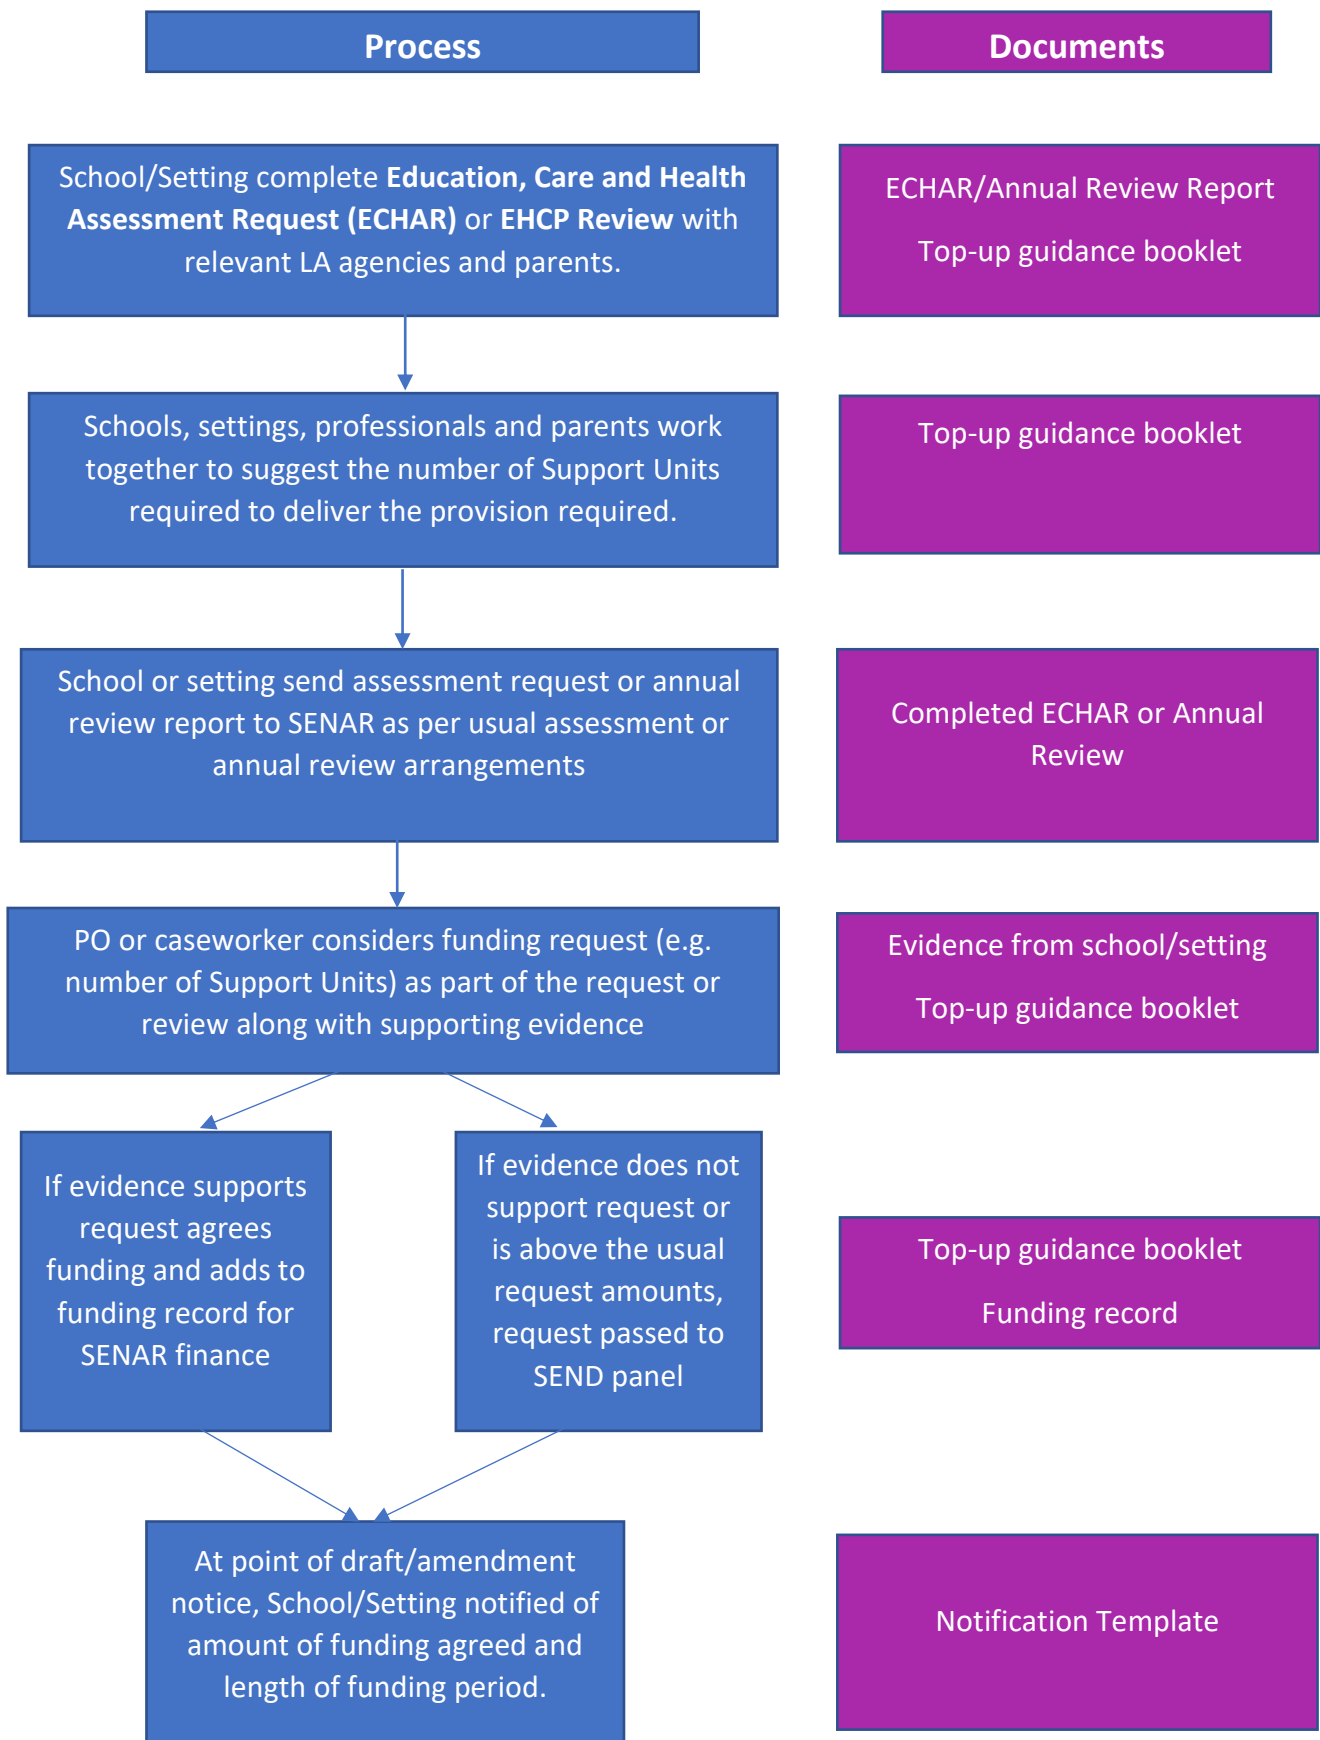 Process
Documents
School/Setting complete Education, Care and Health
Assessment Request (ECHAR) or EHCP Review with
relevant LA agencies and parents.
ECHAR/Annual Review Report
Top-up guidance booklet
Schools, settings, professionals and parents work
together to suggest the number of Support Units
required to deliver the provision required.
Top-up guidance booklet
School or setting send assessment request or annual
review report to SENAR as per usual assessment or
annual review arrangements
Completed ECHAR or Annual
Review
PO or caseworker considers funding request (e.g.
number of Support Units) as part of the request or
review along with supporting evidence
Evidence from school/setting
Top-up guidance booklet
If evidence supports
request agrees
funding and adds to
funding record for
SENAR finance
If evidence does not
support request or
is above the usual
request amounts,
request passed to
SEND panel
Top-up guidance booklet
Funding record
At point of draft/amendment
notice, School/Setting notified of
amount of funding agreed and
length of funding period.
Notification Template